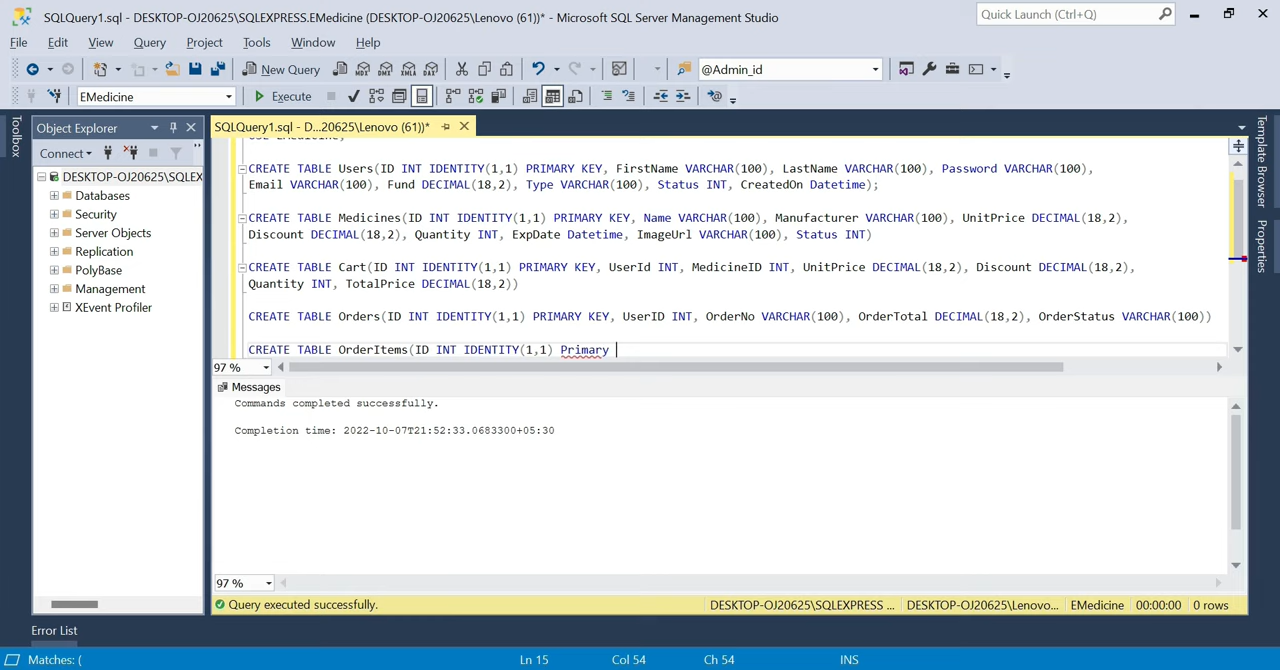 SQLQuery1.sql - DESKTOP-OJ20625\SQLEXPRESS.EMedicine (DESKTOP-OJ20625\Lenovo (61))* - Microsoft SQL Server Management Studio
Quick Launch (Ctrl+Q)
File Edit View Query Project Tools Window Help
New Query
MDX DMX XMLA DAX
@Admin_id
EMedicine
Execute
Toolbox
Object Explorer
Connect
DESKTOP-OJ20625\SQLEX
Databases
Security
Server Objects
Replication
PolyBase
Management
XEvent Profiler
SQLQuery1.sql - D...20625\Lenovo (61))*
CREATE TABLE Users(ID INT IDENTITY(1,1) PRIMARY KEY, FirstName VARCHAR(100), LastName VARCHAR(100), Password VARCHAR(100),
Email VARCHAR(100), Fund DECIMAL(18,2), Type VARCHAR(100), Status INT, CreatedOn Datetime);
CREATE TABLE Medicines(ID INT IDENTITY(1,1) PRIMARY KEY, Name VARCHAR(100), Manufacturer VARCHAR(100), UnitPrice DECIMAL(18,2),
Discount DECIMAL(18,2), Quantity INT, ExpDate Datetime, ImageUrl VARCHAR(100), Status INT)
CREATE TABLE Cart(ID INT IDENTITY(1,1) PRIMARY KEY, UserId INT, MedicineID INT, UnitPrice DECIMAL(18,2), Discount DECIMAL(18,2),
Quantity INT, TotalPrice DECIMAL(18,2))
CREATE TABLE Orders(ID INT IDENTITY(1,1) PRIMARY KEY, UserID INT, OrderNo VARCHAR(100), OrderTotal DECIMAL(18,2), OrderStatus VARCHAR(100))
CREATE TABLE OrderItems(ID INT IDENTITY(1,1) Primary
97 %
Messages
Commands completed successfully.
Completion time: 2022-10-07T21:52:33.0683300+05:30
97 %
Query executed successfully.
DESKTOP-OJ20625\SQLEXPRESS ...
DESKTOP-OJ20625\Lenovo...
EMedicine
00:00:00
0 rows
Template Browser
Properties
Error List
Matches: (
Ln 15
Col 54
Ch 54
INS